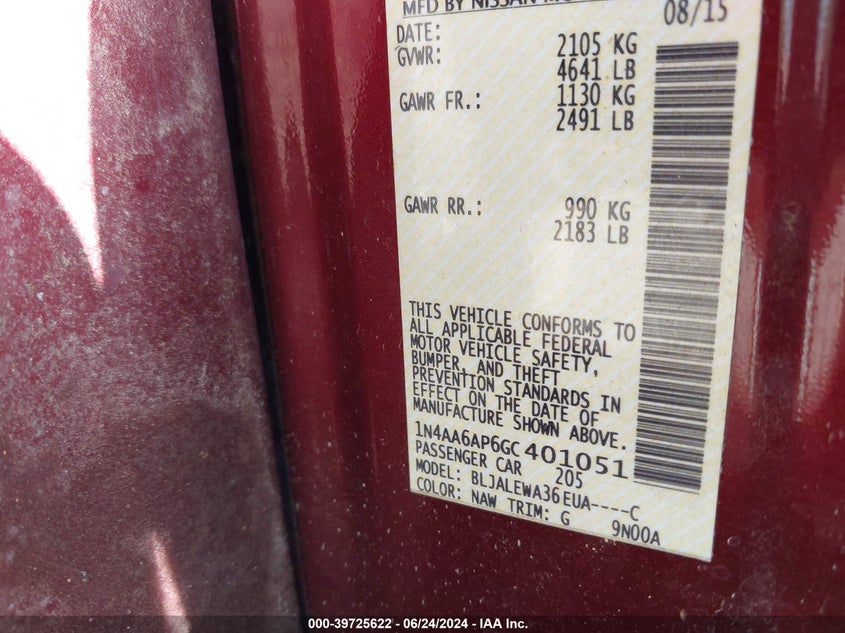 MFD BY NISSAN MO
08/15
DATE:
GVWR: 2105 KG
4641 LB
GAWR FR.: 1130 KG
2491 LB
GAWR RR.: 990 KG
2183 LB
THIS VEHICLE CONFORMS TO
ALL APPLICABLE FEDERAL
MOTOR VEHICLE SAFETY,
BUMPER, AND THEFT
PREVENTION STANDARDS IN
EFFECT ON THE DATE OF
MANUFACTURE SHOWN ABOVE.
1N4AA6AP6GC401051
PASSENGER CAR 205
MODEL: BLJALEWA36EUA----C
COLOR: NAW TRIM: G 9N00A
000-39725622 / 06/24/2024 - IAA Inc.